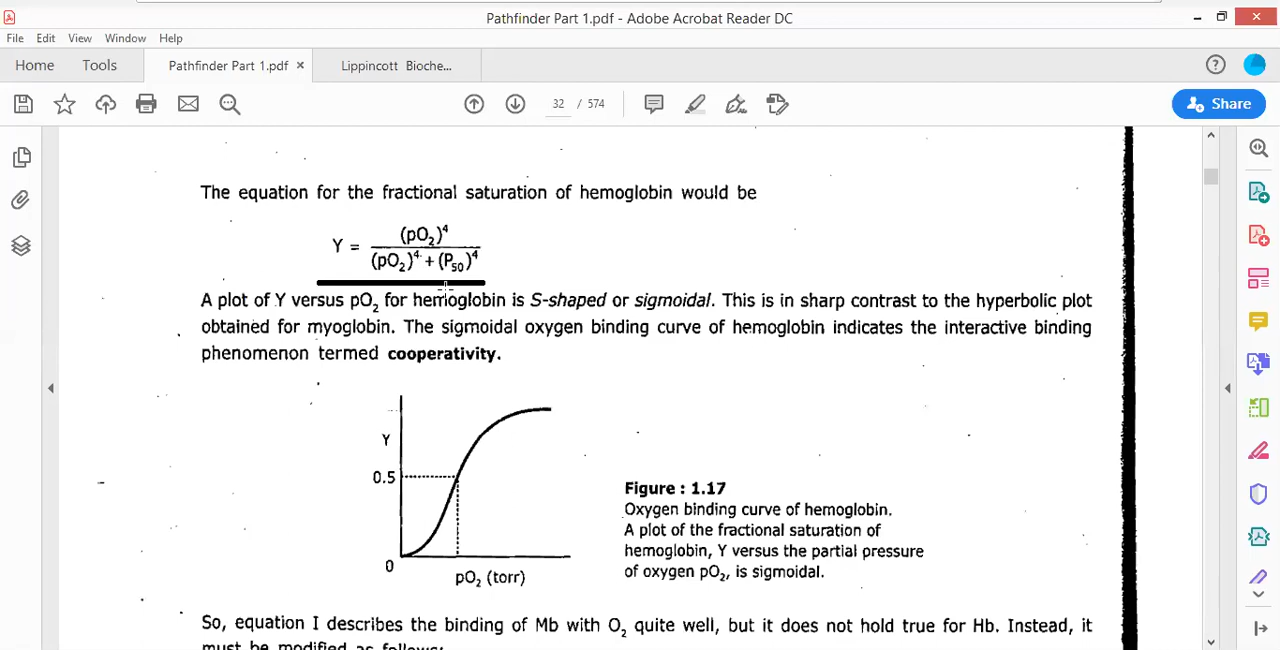 Pathfinder Part 1.pdf - Adobe Acrobat Reader DC
File Edit View Window Help
Home Tools Pathfinder Part 1.pdf × Lippincott Bioche...
32 / 574
Share
The equation for the fractional saturation of hemoglobin would be
Y = (pO₂)⁴ / (pO₂)⁴ + (P₅₀)⁴
A plot of Y versus pO₂ for hemoglobin is S-shaped or sigmoidal. This is in sharp contrast to the hyperbolic plot
obtained for myoglobin. The sigmoidal oxygen binding curve of hemoglobin indicates the interactive binding
phenomenon termed cooperativity.
Y
0.5
0
pO₂ (torr)
Figure : 1.17
Oxygen binding curve of hemoglobin.
A plot of the fractional saturation of
hemoglobin, Y versus the partial pressure
of oxygen pO₂, is sigmoidal.
So, equation I describes the binding of Mb with O₂ quite well, but it does not hold true for Hb. Instead, it
must be modified as follows: